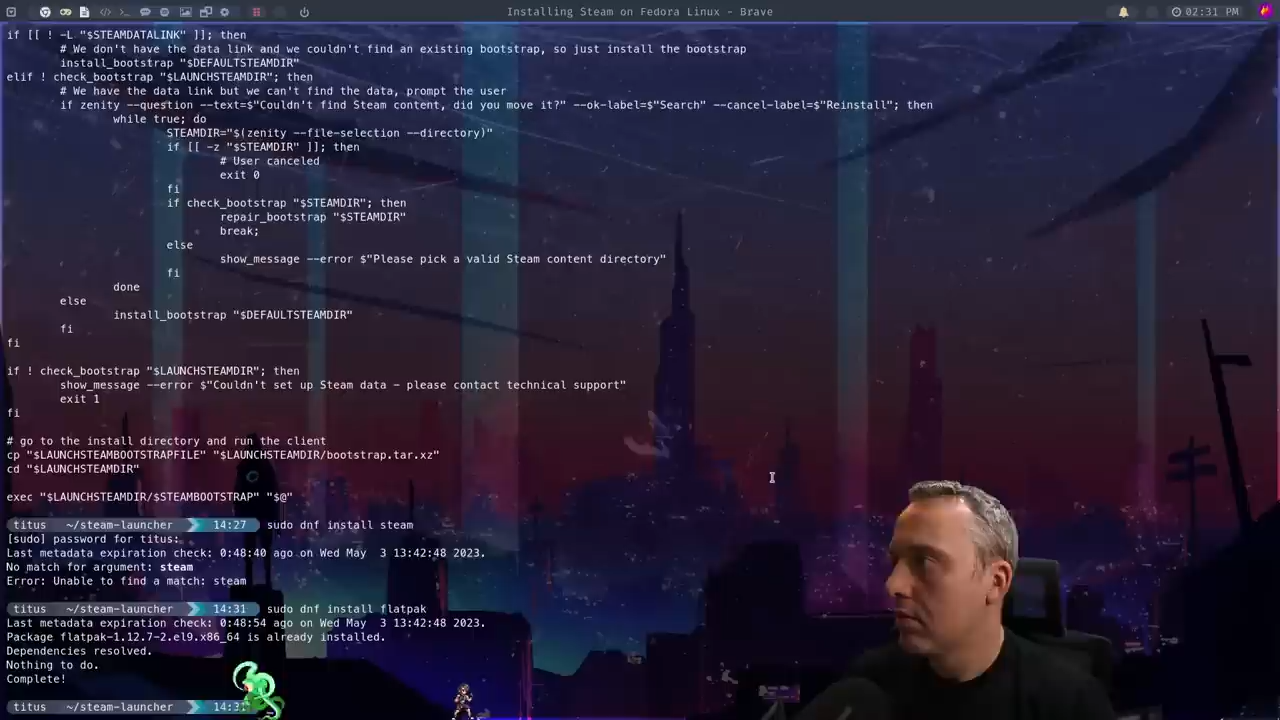 Installing Steam on Fedora Linux - Brave
02:31 PM
if [[ ! -L "$STEAMDATALINK" ]]; then
# We don't have the data link and we couldn't find an existing bootstrap, so just install the bootstrap
install_bootstrap "$DEFAULTSTEAMDIR"
elif ! check_bootstrap "$LAUNCHSTEAMDIR"; then
# We have the data link but we can't find the data, prompt the user
if zenity --question --text=$"Couldn't find Steam content, did you move it?" --ok-label=$"Search" --cancel-label=$"Reinstall"; then
while true; do
STEAMDIR="$(zenity --file-selection --directory)"
if [[ -z "$STEAMDIR" ]]; then
# User canceled
exit 0
fi
if check_bootstrap "$STEAMDIR"; then
repair_bootstrap "$STEAMDIR"
break;
else
show_message --error $"Please pick a valid Steam content directory"
fi
done
else
install_bootstrap "$DEFAULTSTEAMDIR"
fi
fi
if ! check_bootstrap "$LAUNCHSTEAMDIR"; then
show_message --error $"Couldn't set up Steam data - please contact technical support"
exit 1
fi
# go to the install directory and run the client
cp "$LAUNCHSTEAMBOOTSTRAPFILE" "$LAUNCHSTEAMDIR/bootstrap.tar.xz"
cd "$LAUNCHSTEAMDIR"
exec "$LAUNCHSTEAMDIR/$STEAMBOOTSTRAP" "$@"
titus ~/steam-launcher 14:27 sudo dnf install steam
[sudo] password for titus:
Last metadata expiration check: 0:48:40 ago on Wed May  3 13:42:48 2023.
No match for argument: steam
Error: Unable to find a match: steam
titus ~/steam-launcher 14:31 sudo dnf install flatpak
Last metadata expiration check: 0:48:54 ago on Wed May  3 13:42:48 2023.
Package flatpak-1.12.7-2.el9.x86_64 is already installed.
Dependencies resolved.
Nothing to do.
Complete!
titus ~/steam-launcher 14:31